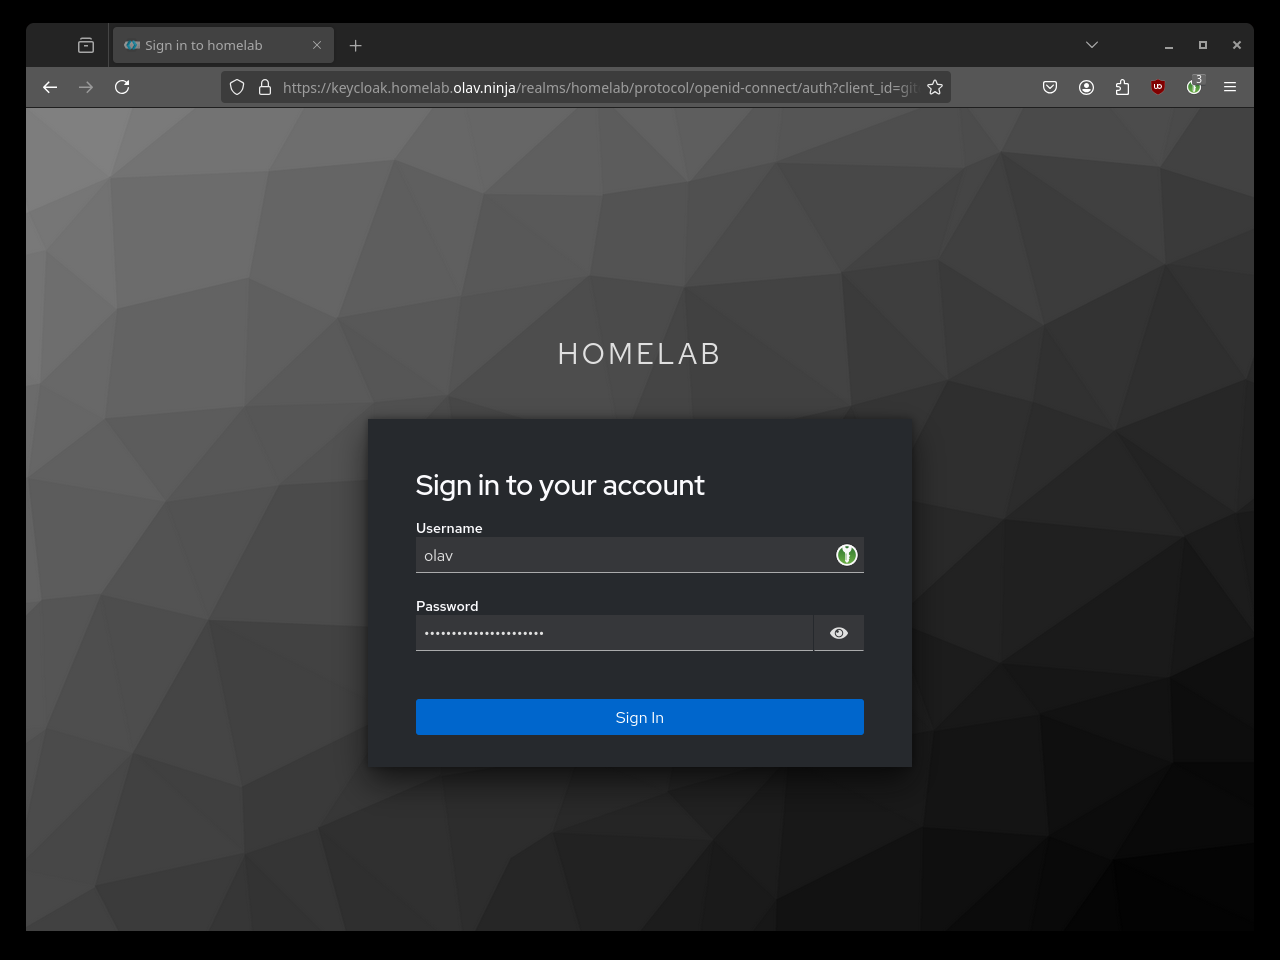 Sign in to homelab
https://keycloak.homelab.olav.ninja/realms/homelab/protocol/openid-connect/auth?client_id=git
3
HOMELAB
Sign in to your account
Username
olav
Password
••••••••••••••••••••••
Sign In